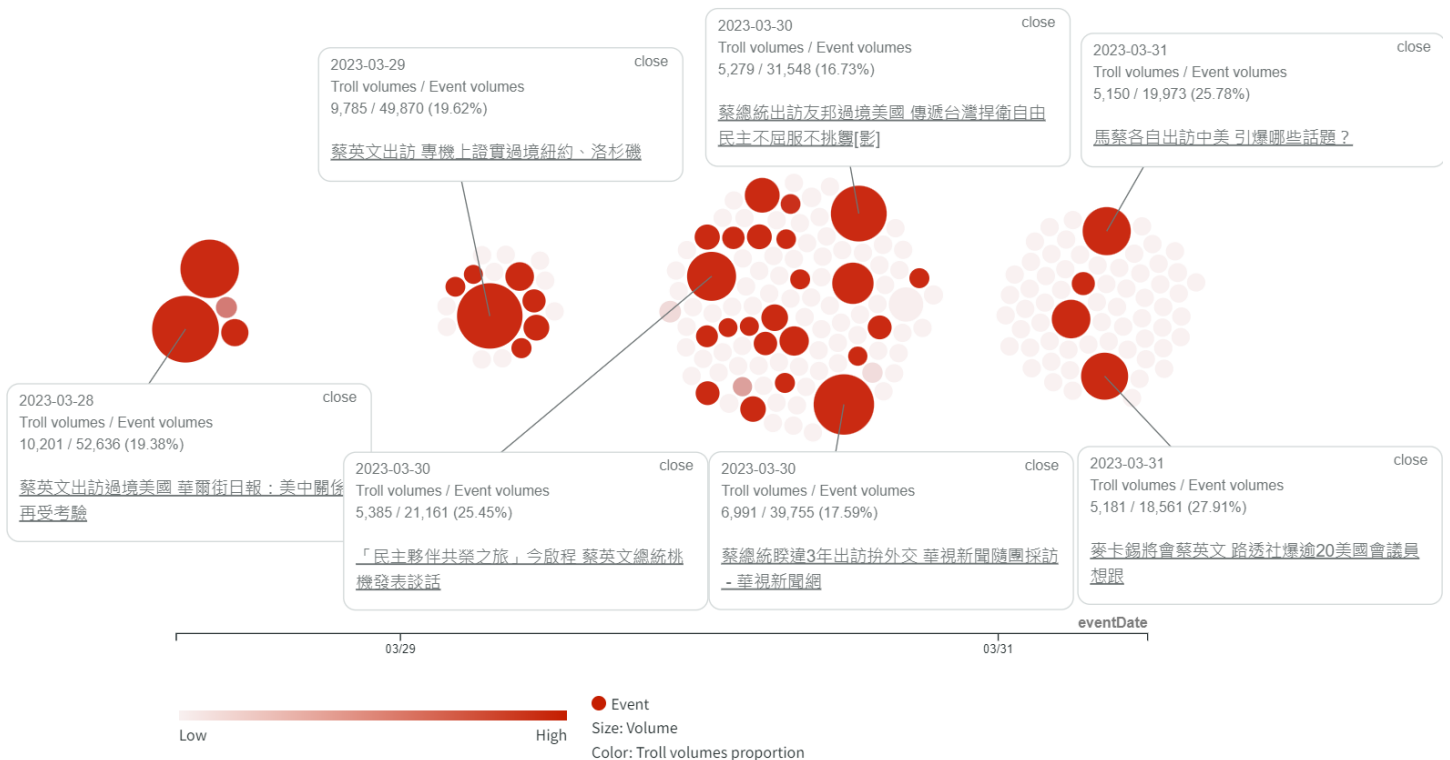 2023-03-29
close
Troll volumes / Event volumes
9,785 / 49,870 (19.62%)
蔡英文出訪 專機上證實過境紐約、洛杉磯
2023-03-30
close
Troll volumes / Event volumes
5,279 / 31,548 (16.73%)
蔡總統出訪友邦過境美國 傳遞台灣捍衛自由
民主不屈服不挑釁[影]
2023-03-31
close
Troll volumes / Event volumes
5,150 / 19,973 (25.78%)
馬蔡各自出訪中美 引爆哪些話題？
2023-03-28
close
Troll volumes / Event volumes
10,201 / 52,636 (19.38%)
蔡英文出訪過境美國 華爾街日報：美中關係
再受考驗
2023-03-30
close
Troll volumes / Event volumes
5,385 / 21,161 (25.45%)
「民主夥伴共榮之旅」今啟程 蔡英文總統桃
機發表談話
2023-03-30
close
Troll volumes / Event volumes
6,991 / 39,755 (17.59%)
蔡總統睽違3年出訪拚外交 華視新聞隨團採訪
- 華視新聞網
2023-03-31
close
Troll volumes / Event volumes
5,181 / 18,561 (27.91%)
麥卡錫將會蔡英文 路透社爆逾20美國會議員
想跟
eventDate
03/29
03/31
Low
High
Event
Size: Volume
Color: Troll volumes proportion